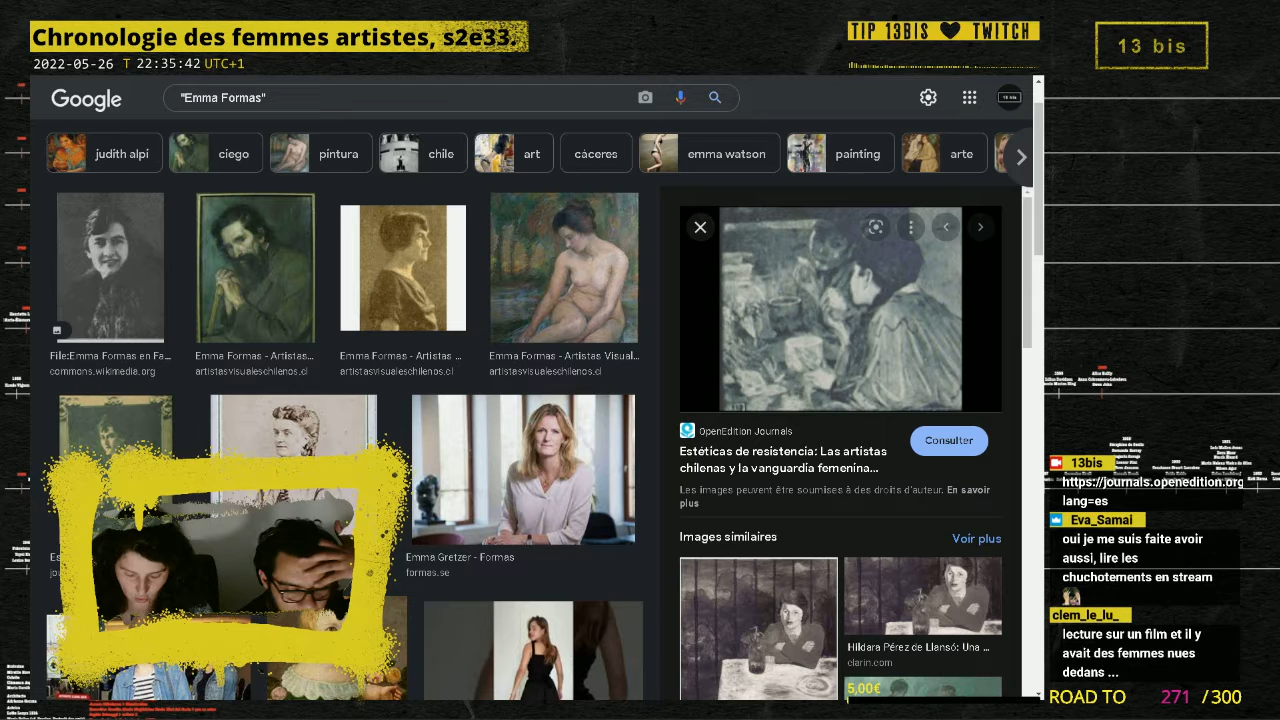 Chronologie des femmes artistes, s2e33.
2022-05-26 T 22:35:42 UTC+1
TIP 13BIS TWITCH
13 bis
Google
"Emma Formas"
judith alpi
ciego
pintura
chile
art
cáceres
emma watson
painting
arte
File:Emma Formas en Fa...
commons.wikimedia.org
Emma Formas - Artistas...
artistasvisualeschilenos.cl
Emma Formas - Artistas ...
artistasvisualeschilenos.cl
Emma Formas - Artistas Visual...
artistasvisualeschilenos.cl
Emma Gretzer - Formas
formas.se
OpenEdition Journals
Estéticas de resistencia: Las artistas
chilenas y la vanguardia femenina...
Consulter
Les images peuvent être soumises à des droits d'auteur. En savoir
plus
Images similaires
Voir plus
Hildara Pérez de Llansó: Una ...
clarin.com
5,00€
13bis
https://journals.openedition.org
lang=es
Eva_Samai
oui je me suis faite avoir
aussi, lire les
chuchotements en stream
clem_le_lu_
lecture sur un film et il y
avait des femmes nues
dedans ...
ROAD TO 271 / 300